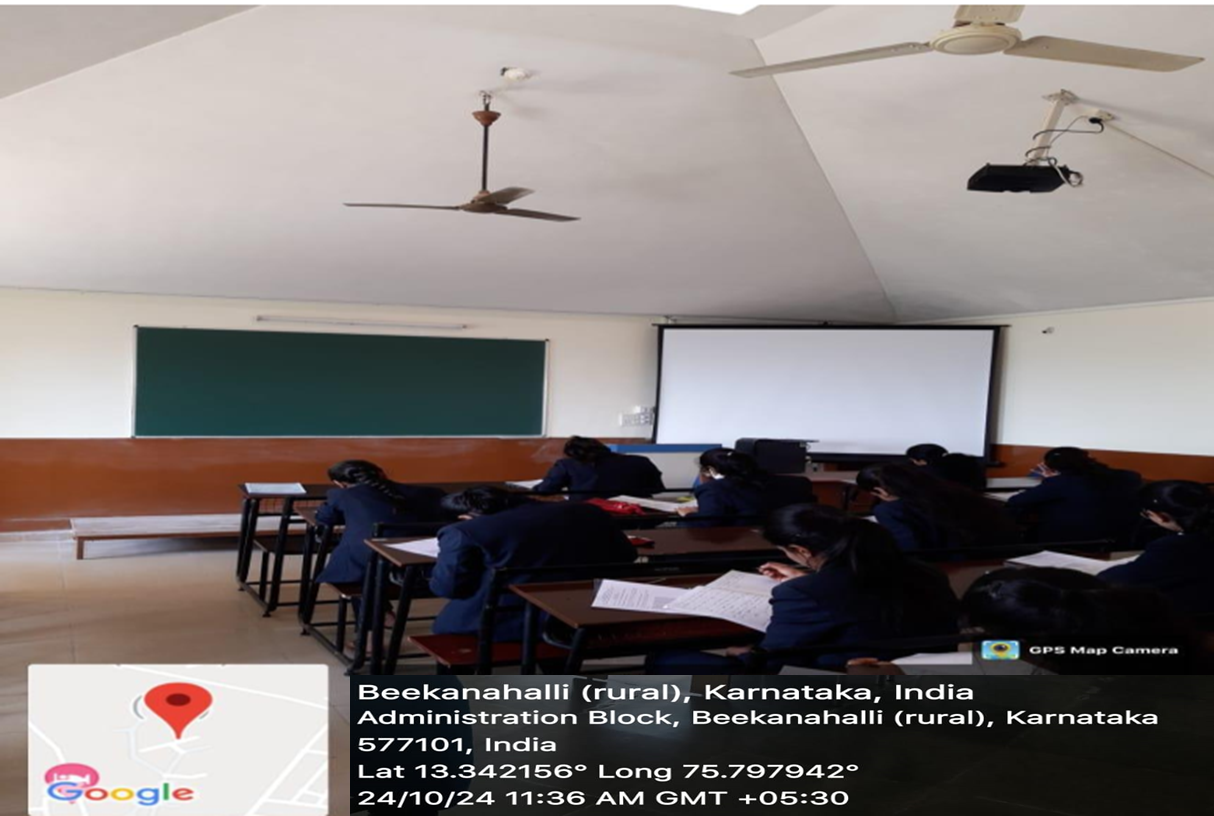 GPS Map Camera
Beekanahalli (rural), Karnataka, India
Administration Block, Beekanahalli (rural), Karnataka
577101, India
Lat 13.342156° Long 75.797942°
24/10/24 11:36 AM GMT +05:30
Google